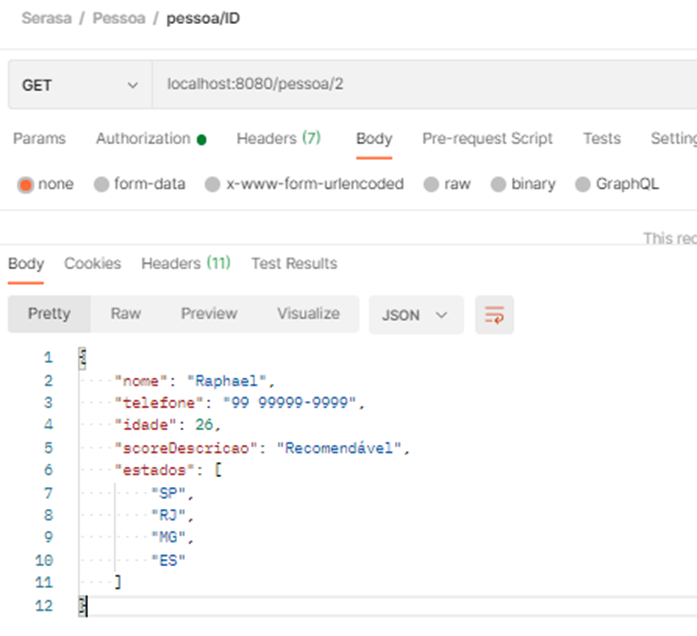 Serasa / Pessoa / pessoa/ID
GET localhost:8080/pessoa/2
Params Authorization Headers (7) Body Pre-request Script Tests Setting
none form-data x-www-form-urlencoded raw binary GraphQL
This rec
Body Cookies Headers (11) Test Results
Pretty Raw Preview Visualize JSON
1 {
2 "nome": "Raphael",
3 "telefone": "99 99999-9999",
4 "idade": 26,
5 "scoreDescricao": "Recomendável",
6 "estados": [
7 "SP",
8 "RJ",
9 "MG",
10 "ES"
11 ]
12 }